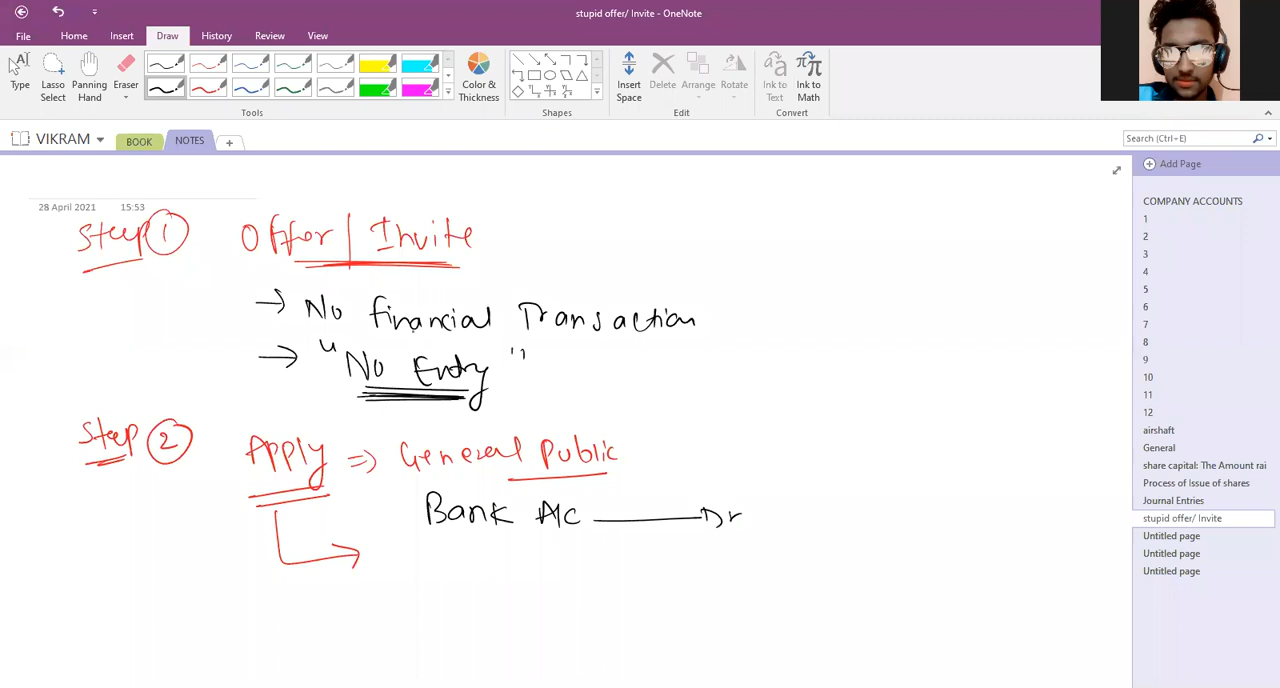 stupid offer/ Invite - OneNote
File Home Insert Draw History Review View
Type
Lasso Select
Panning Hand
Eraser
Color & Thickness
Insert Space
Delete
Arrange
Rotate
Ink to Text
Ink to Math
Tools
Shapes
Edit
Convert
VIKRAM
BOOK
NOTES
Search (Ctrl+E)
28 April 2021 15:53
Steep 1 Offer | Invite
→ No financial Transaction
→ "No Entry"
Steep 2 Apply ⇒ General Public
Bank A/c ———Dr
Add Page
COMPANY ACCOUNTS
1
2
3
4
5
6
7
8
9
10
11
12
airshaft
General
share capital: The Amount rai
Process of Issue of shares
Journal Entries
stupid offer/ Invite
Untitled page
Untitled page
Untitled page